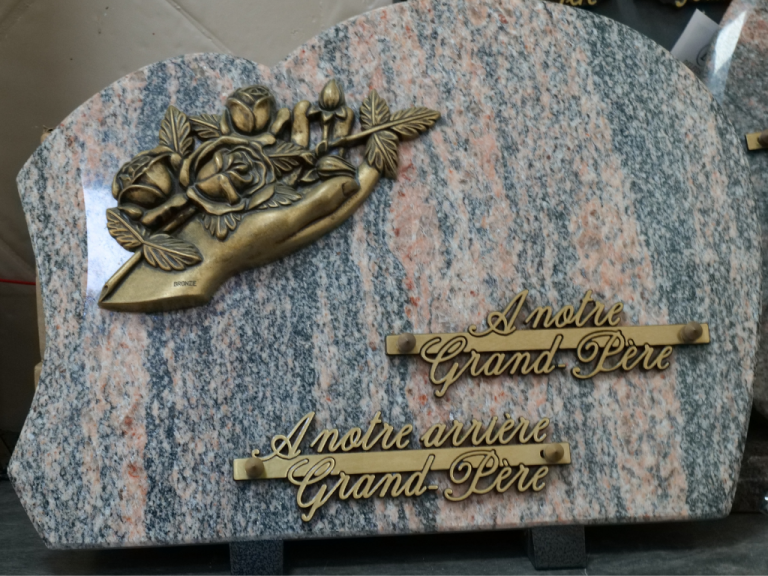 BRONZE
A notre
Grand-Père
A notre arrière
Grand-Père